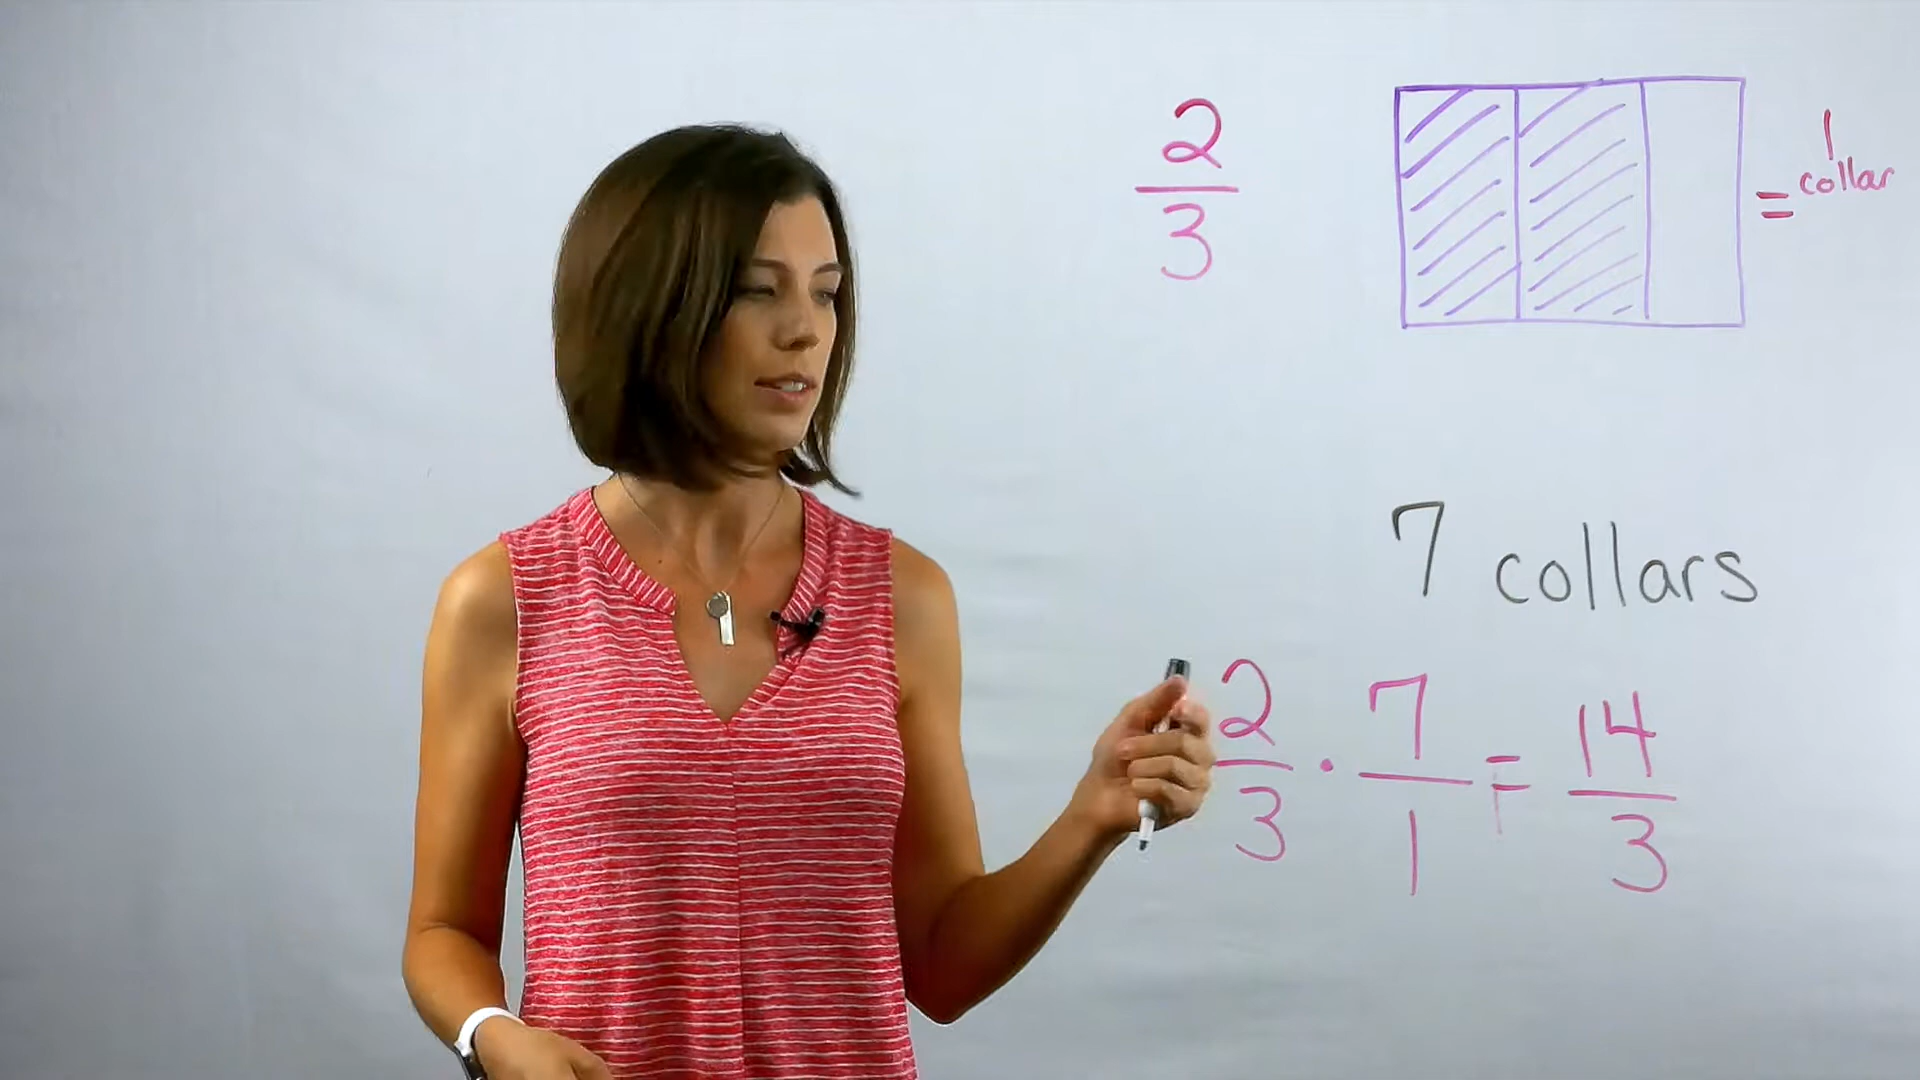 2/3
= 1 collar
7 collars
2/3 · 7/1 = 14/3